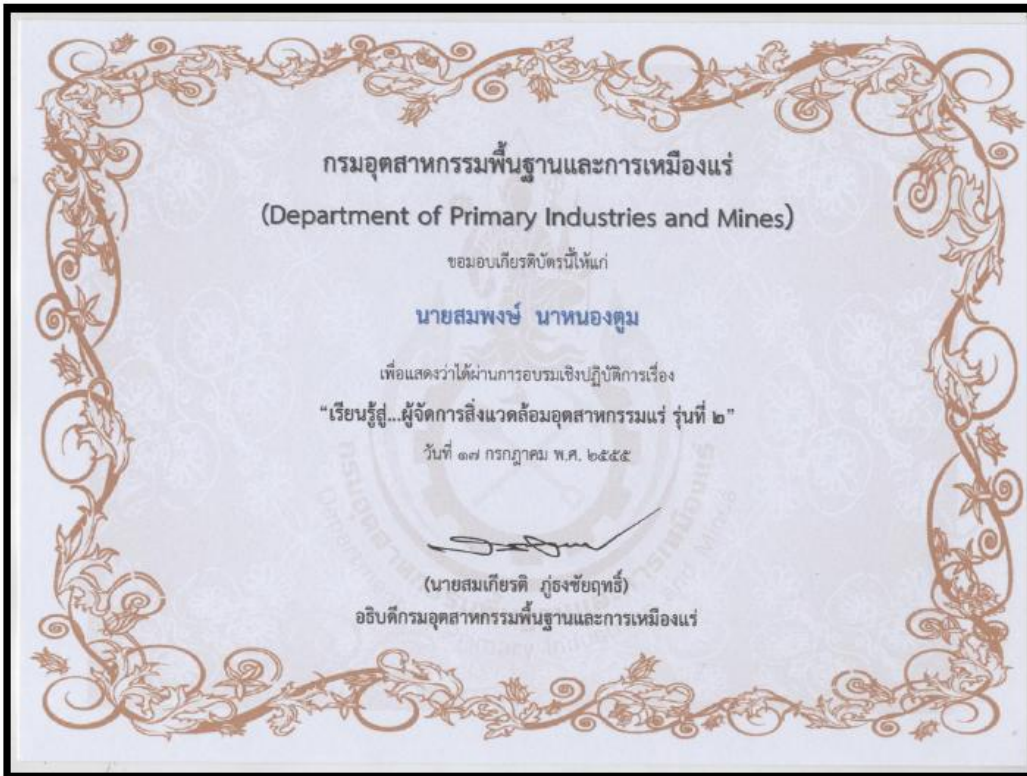 กรมอุตสาหกรรมพื้นฐานและการเหมืองแร่
(Department of Primary Industries and Mines)
ขอมอบเกียรติบัตรนี้ให้แก่
นายสมพงษ์ นาหนองตูม
เพื่อแสดงว่าได้ผ่านการอบรมเชิงปฏิบัติการเรื่อง
“เรียนรู้สู่...ผู้จัดการสิ่งแวดล้อมอุตสาหกรรมแร่ รุ่นที่ ๒”
วันที่ ๑๗ กรกฎาคม พ.ศ. ๒๕๕๕
(นายสมเกียรติ ภู่ธงชัยฤทธิ์)
อธิบดีกรมอุตสาหกรรมพื้นฐานและการเหมืองแร่